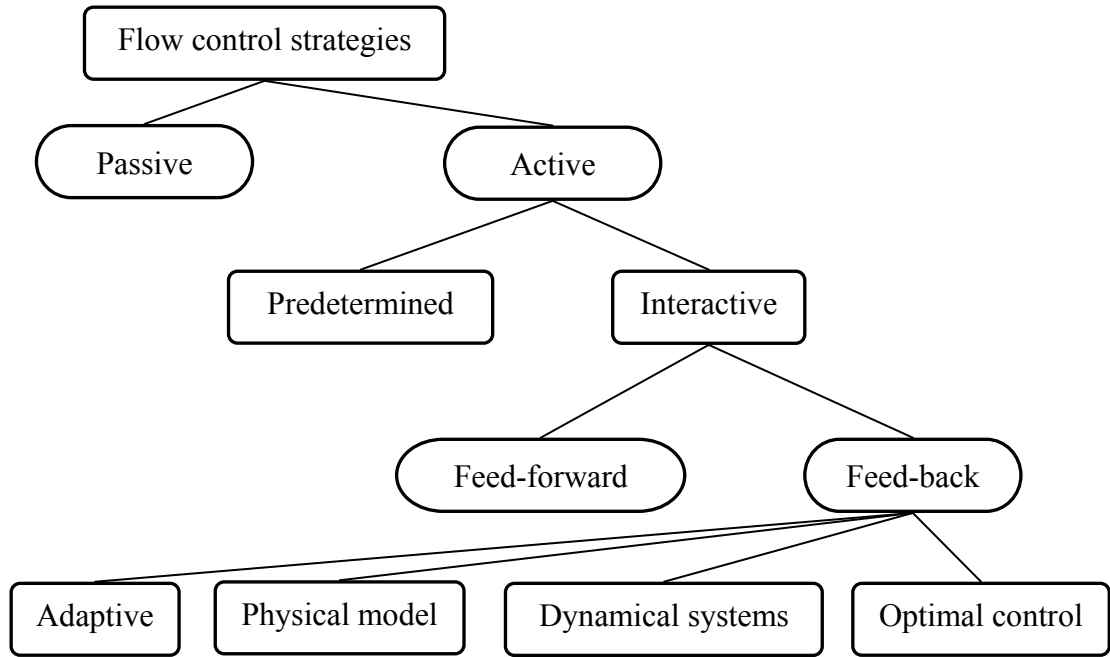 Flow control strategies
Passive
Active
Predetermined
Interactive
Feed-forward
Feed-back
Adaptive
Physical model
Dynamical systems
Optimal control